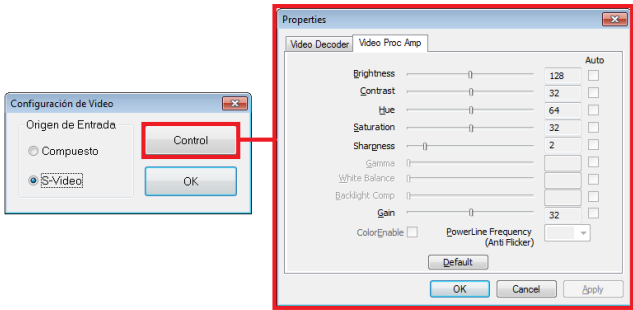 Configuración de Video
Origen de Entrada
Compuesto
S-Video
Control
OK
Properties
Video Decoder
Video Proc Amp
Auto
Brightness 128
Contrast 32
Hue 64
Saturation 32
Sharpness 2
Gamma
White Balance
Backlight Comp
Gain 32
ColorEnable
PowerLine Frequency
(Anti Flicker)
Default
OK Cancel Apply